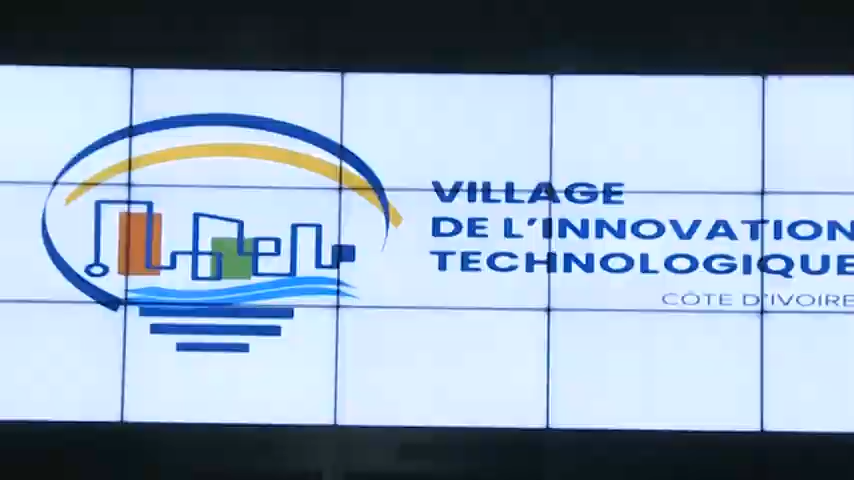 VILLAGE
DE L'INNOVATION
TECHNOLOGIQUE
CÔTE D'IVOIRE